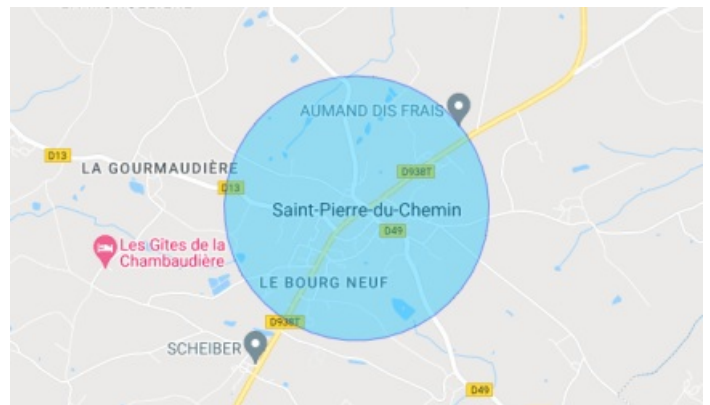 AUMAND DIS FRAIS
D13
LA GOURMAUDIÈRE
D938T
D13
Saint-Pierre-du-Chemin
D49
Les Gîtes de la
Chambaudière
LE BOURG NEUF
D938T
SCHEIBER
D49